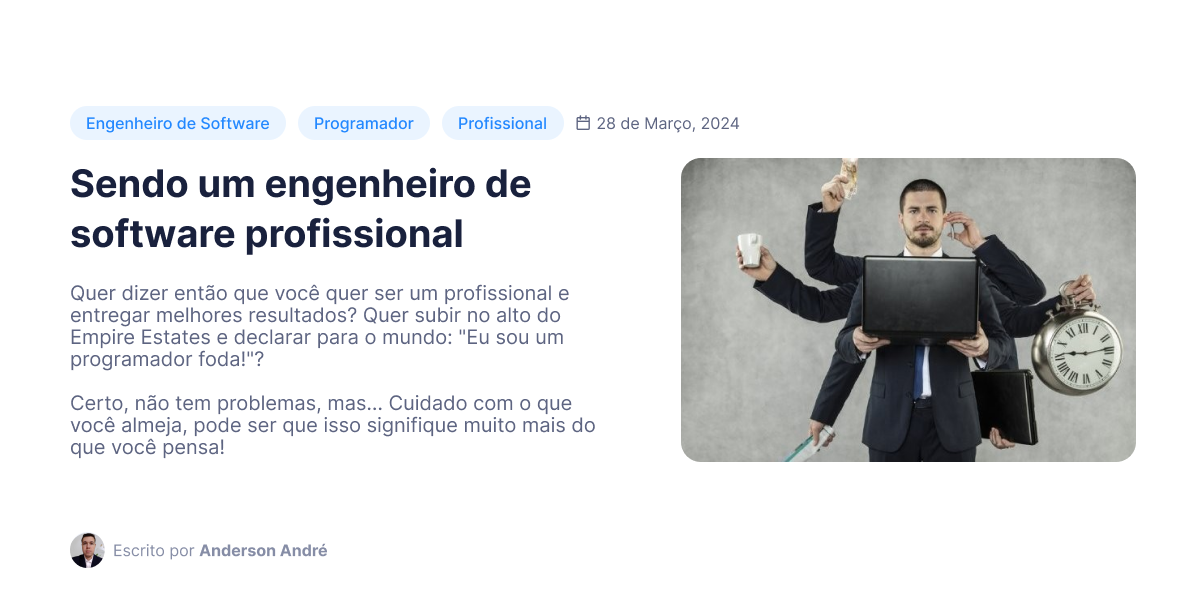 Engenheiro de Software
Programador
Profissional
28 de Março, 2024
Sendo um engenheiro de
software profissional
Quer dizer então que você quer ser um profissional e
entregar melhores resultados? Quer subir no alto do
Empire Estates e declarar para o mundo: "Eu sou um
programador foda!"?
Certo, não tem problemas, mas... Cuidado com o que
você almeja, pode ser que isso signifique muito mais do
que você pensa!
Escrito por Anderson André